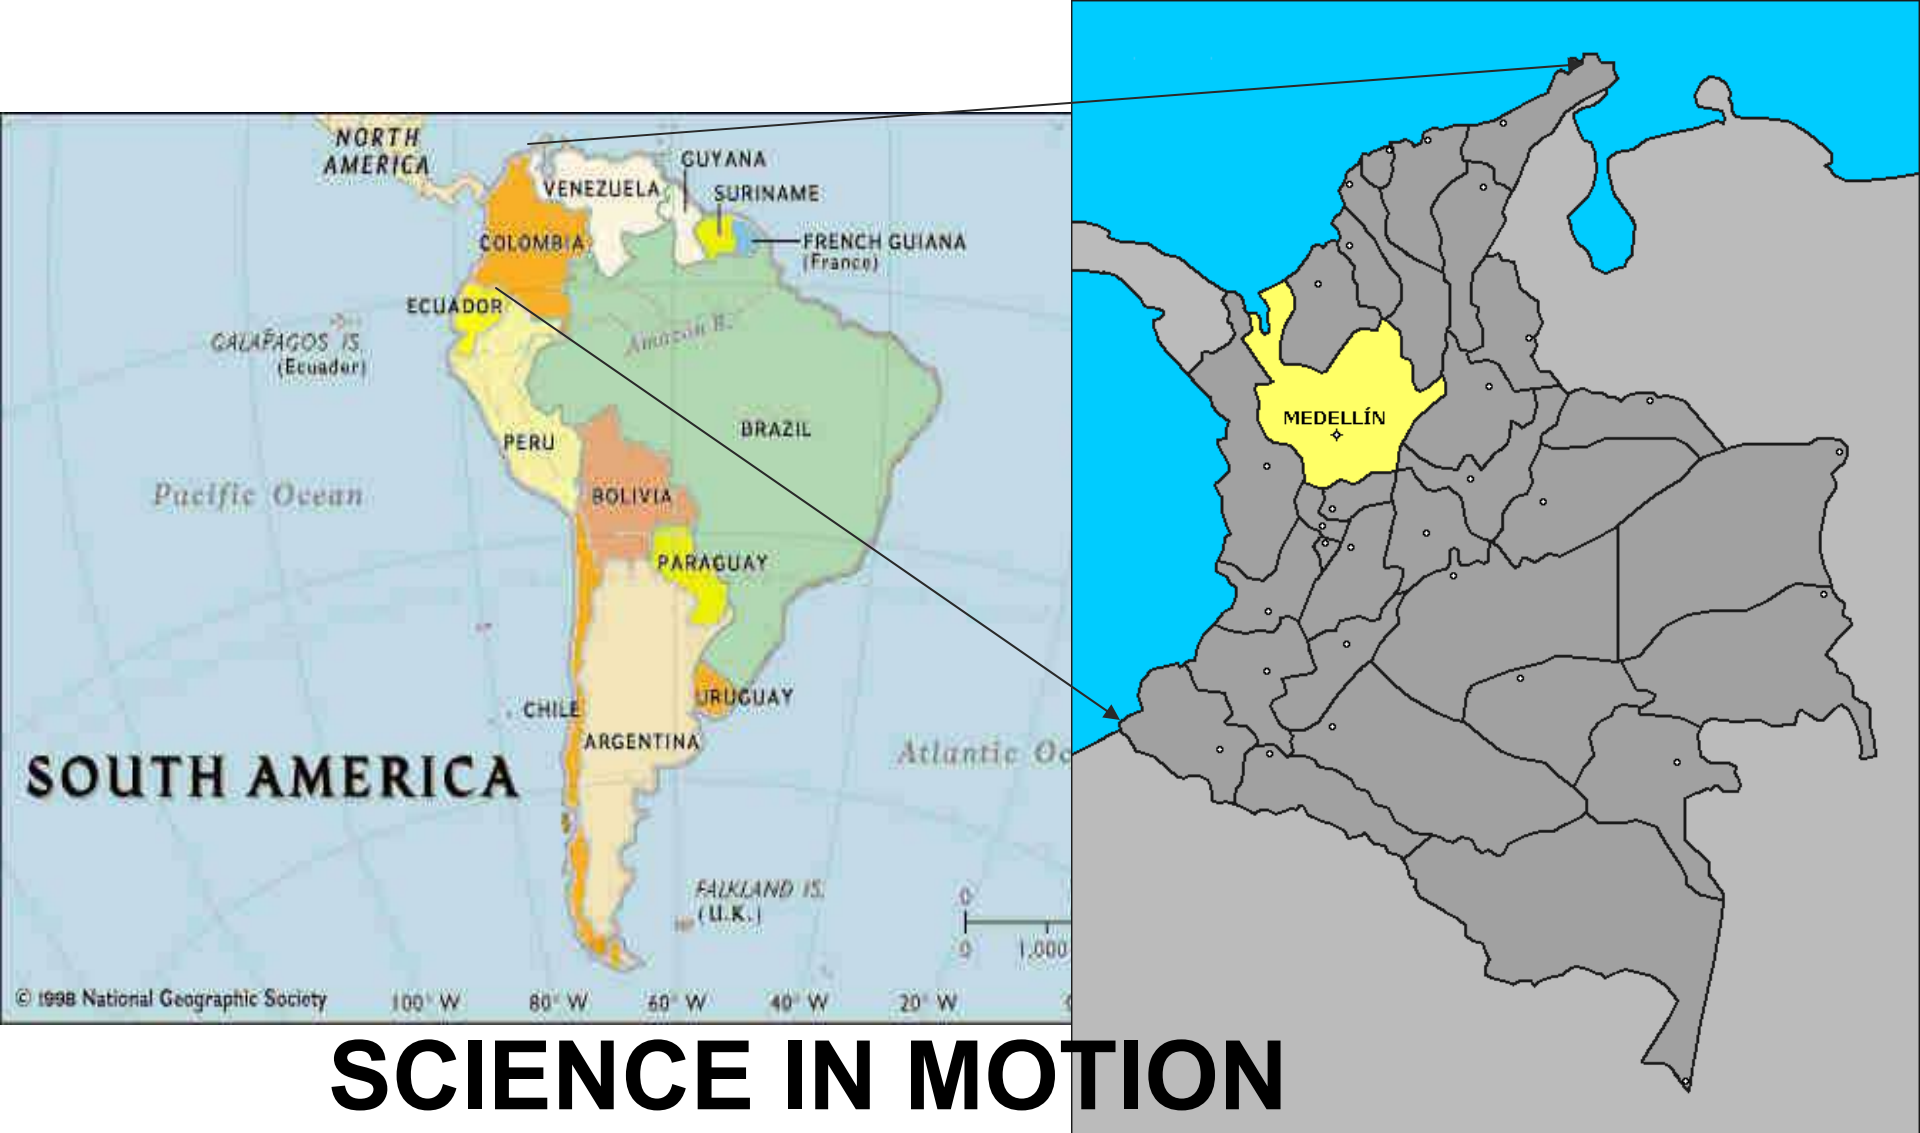 NORTH
AMERICA
GUYANA
VENEZUELA
SURINAME
COLOMBIA
FRENCH GUIANA
(France)
ECUADOR
Amazon R.
GALAPAGOS IS.
(Ecuador)
MEDELLÍN
BRAZIL
PERU
Pacific Ocean
BOLIVIA
PARAGUAY
URUGUAY
CHILE
ARGENTINA
Atlantic Oc
SOUTH AMERICA
FALKLAND IS.
(U.K.)
0
0 1,000
© 1998 National Geographic Society
100° W 80° W 60° W 40° W 20° W
SCIENCE IN MOTION